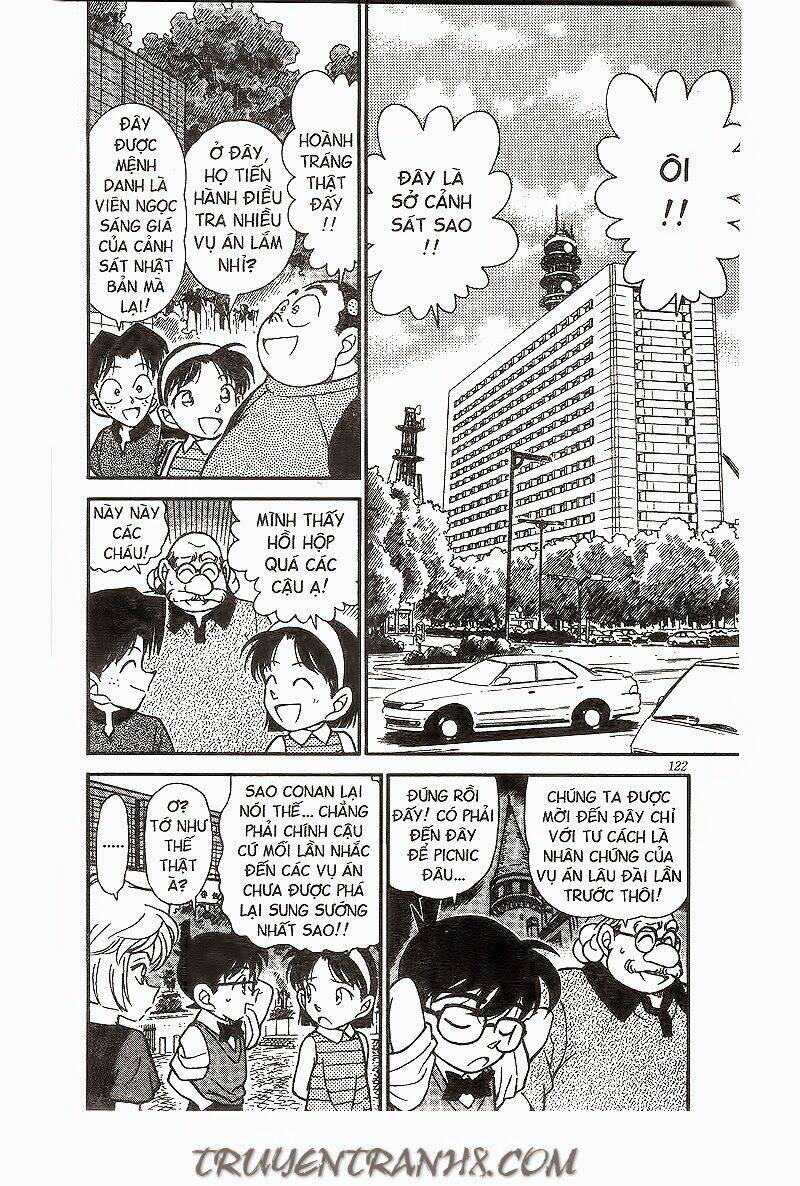 ÔI
!!
ĐÂY LÀ
SỞ CẢNH
SÁT SAO
!!
HOÀNH
TRÁNG
THẬT
ĐẤY
!!
Ở ĐÂY,
HỌ TIẾN
HÀNH ĐIỀU
TRA NHIỀU
VỤ ÁN LẮM
NHỈ?
ĐÂY
ĐƯỢC
MỆNH
DANH LÀ
VIÊN NGỌC
SÁNG GIÁ
CỦA CẢNH
SÁT NHẬT
BẢN MÀ
LẠI!
MÌNH THẤY
HỒI HỘP
QUÁ CÁC
CẬU Ạ!
NÀY NÀY
CÁC
CHÁU!
122
CHÚNG TA ĐƯỢC
MỜI ĐẾN ĐÂY CHỈ
VỚI TƯ CÁCH LÀ
NHÂN CHỨNG CỦA
VỤ ÁN LÂU ĐÀI LẦN
TRƯỚC THÔI!
ĐÚNG RỒI
ĐẤY! CÓ PHẢI
ĐẾN ĐÂY
ĐỂ PICNIC
ĐÂU...
SAO CONAN LẠI
NÓI THẾ... CHẲNG
PHẢI CHÍNH CẬU
CỨ MỖI LẦN NHẮC
ĐẾN CÁC VỤ ÁN
CHƯA ĐƯỢC PHÁ
LẠI SUNG SƯỚNG
NHẤT SAO!!
Ơ?
TỚ NHƯ
THẾ
THẬT
À?
.....
TRUYENTRANH8.COM